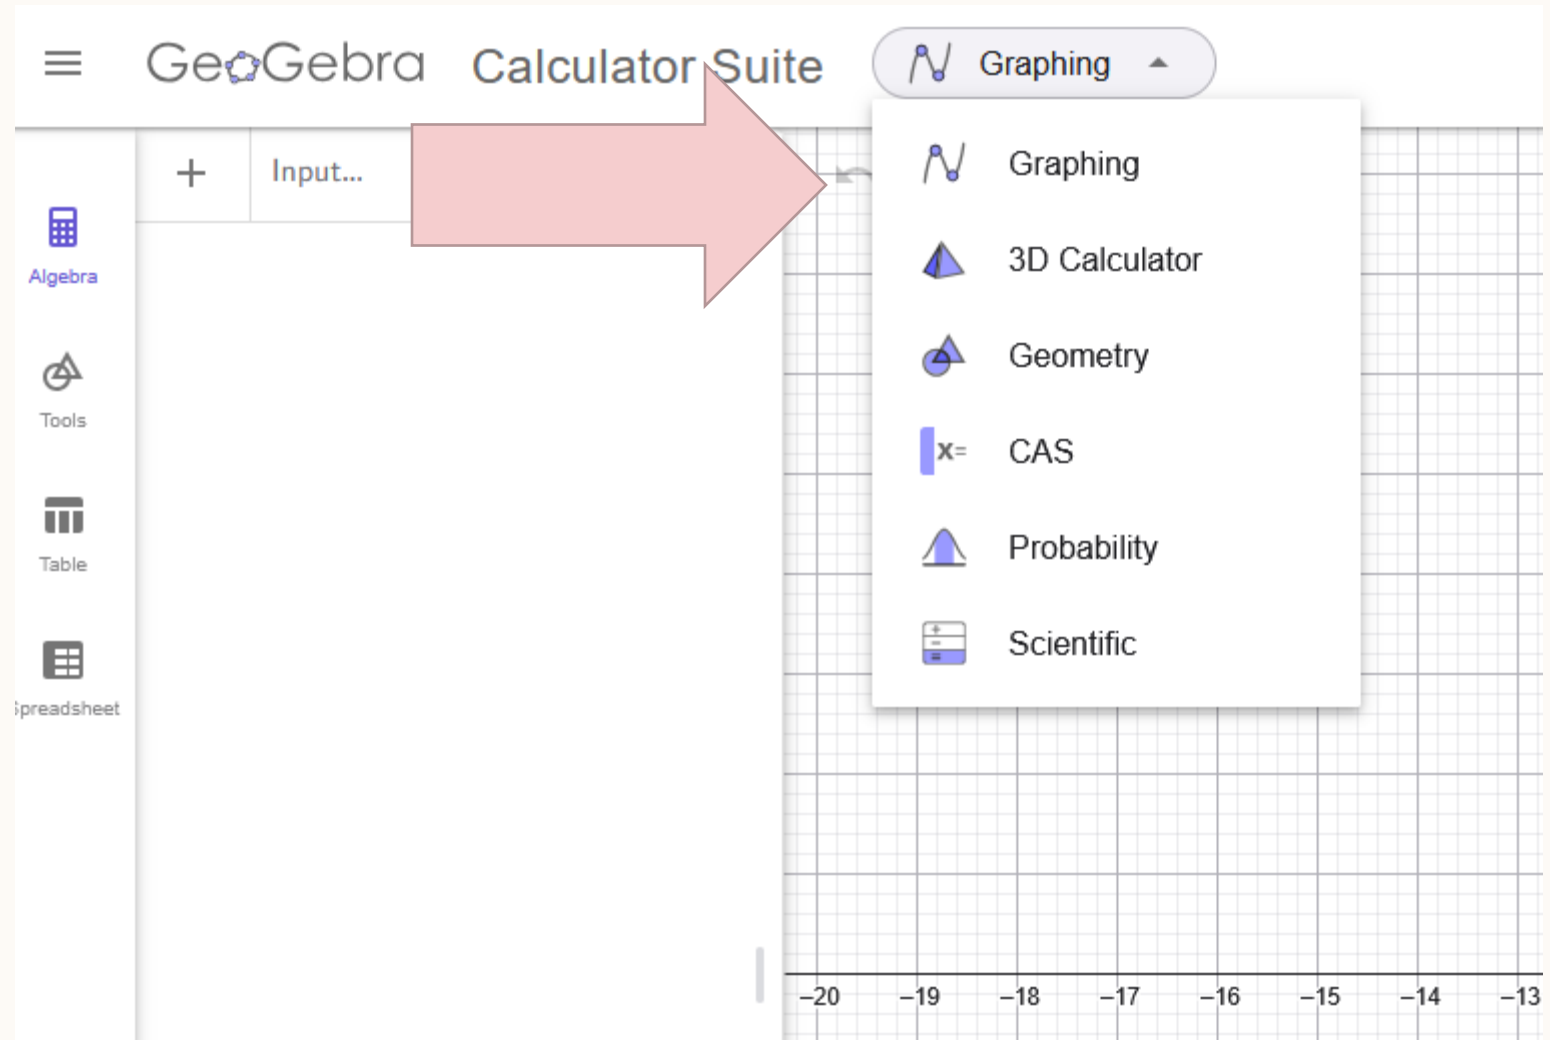 GeoGebra Calculator Suite Graphing
Input...
Algebra
Tools
Table
Spreadsheet
Graphing
3D Calculator
Geometry
x= CAS
Probability
Scientific
–20 –19 –18 –17 –16 –15 –14 –13